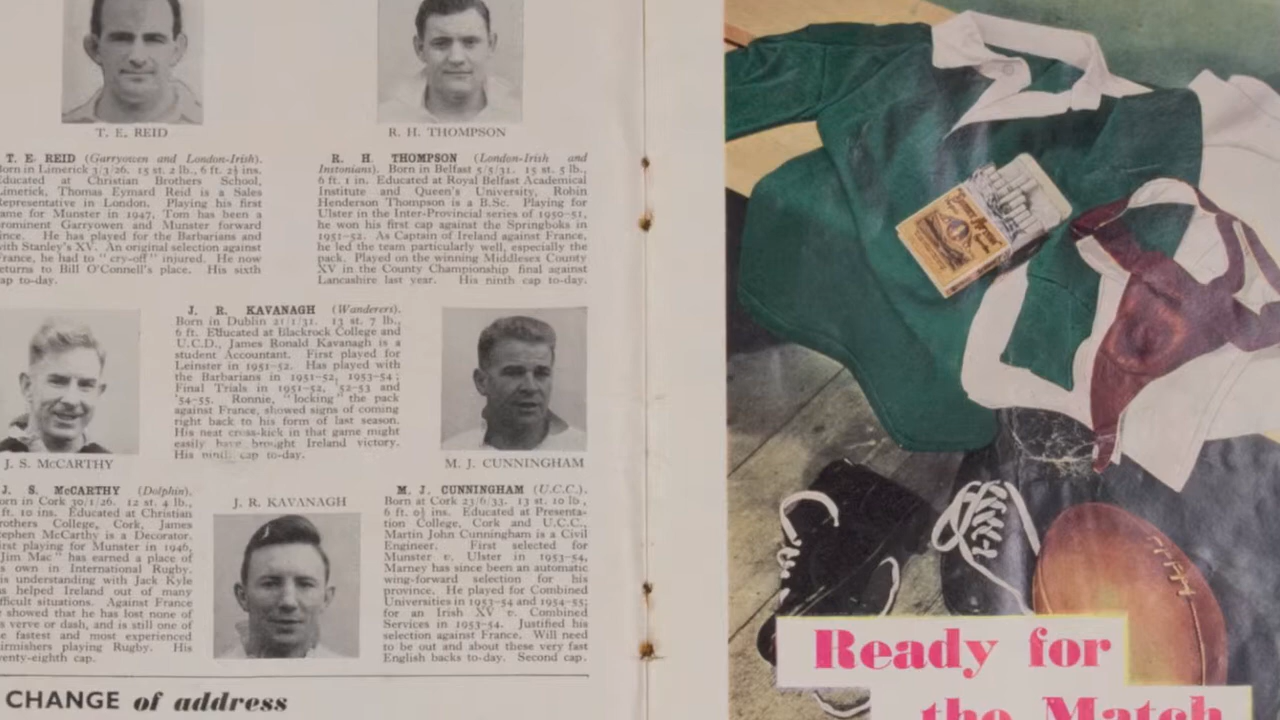 T. E. REID
T. E. REID (Garryowen and London-Irish).
orn in Limerick 3/3/26. 15 st. 2 lb., 6 ft. 2½ ins.
Educated at Christian Brothers School,
Limerick, Thomas Eymard Reid is a Sales
Representative in London. Playing his first
ame for Munster in 1947, Tom has been a
rominent Garryowen and Munster forward
ince. He has played for the Barbarians and
ith Stanley's XV. An original selection against
France, he had to "cry-off" injured. He now
eturns to Bill O'Connell's place. His sixth
ap to-day.
R. H. THOMPSON
R. H. THOMPSON (London-Irish and
Instonians). Born in Belfast 5/5/31. 15 st. 5 lb.,
6 ft. 1 in. Educated at Royal Belfast Academical
Institute and Queen's University, Robin
Henderson Thompson is a B.Sc. Playing for
Ulster in the Inter-Provincial series of 1950-51,
he won his first cap against the Springboks in
1951-52. As Captain of Ireland against France,
he led the team particularly well, especially the
pack. Played on the winning Middlesex County
XV in the County Championship final against
Lancashire last year. His ninth cap to-day.
J. R. KAVANAGH (Wanderers).
Born in Dublin 21/1/31. 13 st. 7 lb.,
6 ft. Educated at Blackrock College and
U.C.D., James Ronald Kavanagh is a
student Accountant. First played for
Leinster in 1951-52. Has played with
the Barbarians in 1951-52, 1953-54;
Final Trials in 1951-52, '52-53 and
'54-55. Ronnie, "locking" the pack
against France, showed signs of coming
right back to his form of last season.
His neat cross-kick in that game might
easily have brought Ireland victory.
His ninth cap to-day.
J. S. McCARTHY
J. S. McCARTHY (Dolphin).
orn in Cork 30/1/26. 12 st. 4 lb.,
ft. 10 ins. Educated at Christian
rothers College, Cork, James
tephen McCarthy is a Decorator.
irst playing for Munster in 1946,
"Jim Mac" has earned a place of
s own in International Rugby.
is understanding with Jack Kyle
as helped Ireland out of many
fficult situations. Against France
e showed that he has lost none of
s verve or dash, and is still one of
e fastest and most experienced
irmishers playing Rugby. His
enty-eighth cap.
J. R. KAVANAGH
M. J. CUNNINGHAM
M. J. CUNNINGHAM (U.C.C.).
Born at Cork 23/6/33. 13 st. 10 lb.,
6 ft. 0½ ins. Educated at Presenta-
tion College, Cork and U.C.C.,
Martin John Cunningham is a Civil
Engineer. First selected for
Munster v. Ulster in 1953-54,
Marney has since been an automatic
wing-forward selection for his
province. He played for Combined
Universities in 1953-54 and 1954-55;
for an Irish XV v. Combined
Services in 1953-54. Justified his
selection against France. Will need
to be out and about these very fast
English backs to-day. Second cap.
CHANGE of address
Ready for
the Match